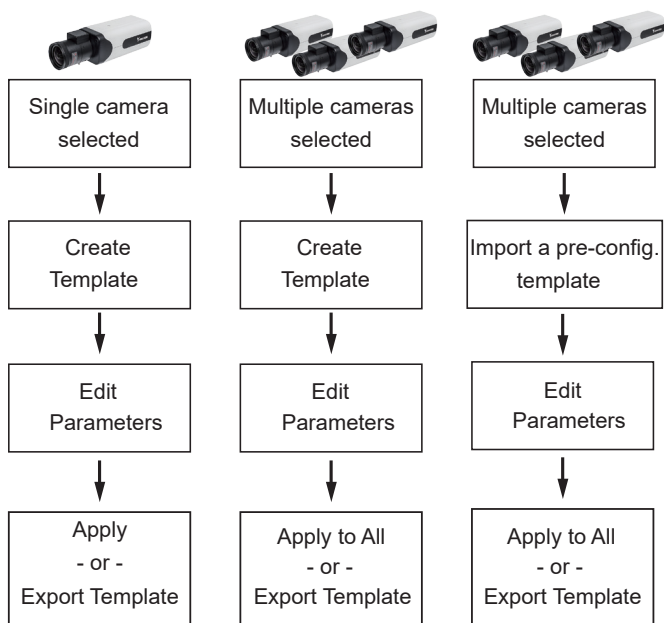 Single camera
selected
Create
Template
Edit
Parameters
Apply
- or -
Export Template
Multiple cameras
selected
Create
Template
Edit
Parameters
Apply to All
- or -
Export Template
Multiple cameras
selected
Import a pre-config.
template
Edit
Parameters
Apply to All
- or -
Export Template